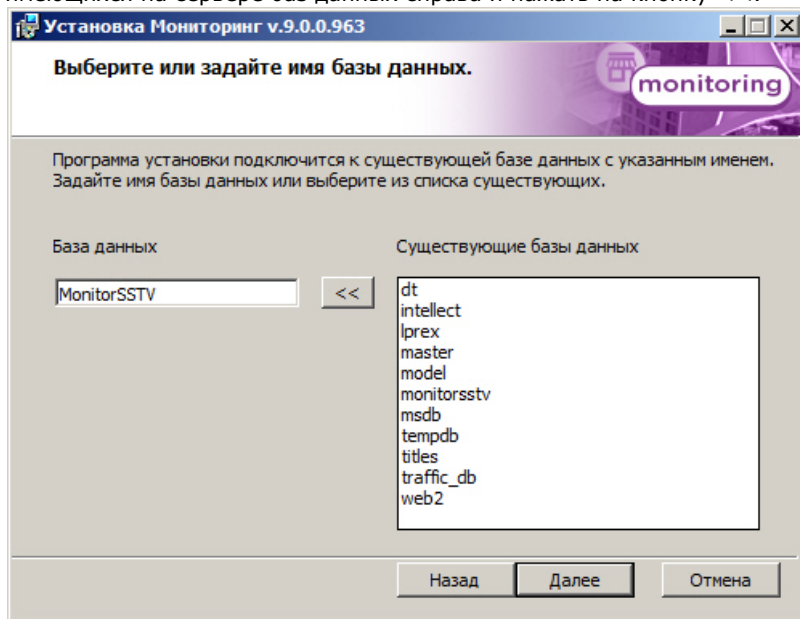 Установка Мониторинг v.9.0.0.963
Выберите или задайте имя базы данных.
monitoring
Программа установки подключится к существующей базе данных с указанным именем.
Задайте имя базы данных или выберите из списка существующих.
База данных
Существующие базы данных
MonitorSSTV
<<
dt
intellect
lprex
master
model
monitorsstv
msdb
tempdb
titles
traffic_db
web2
Назад
Далее
Отмена